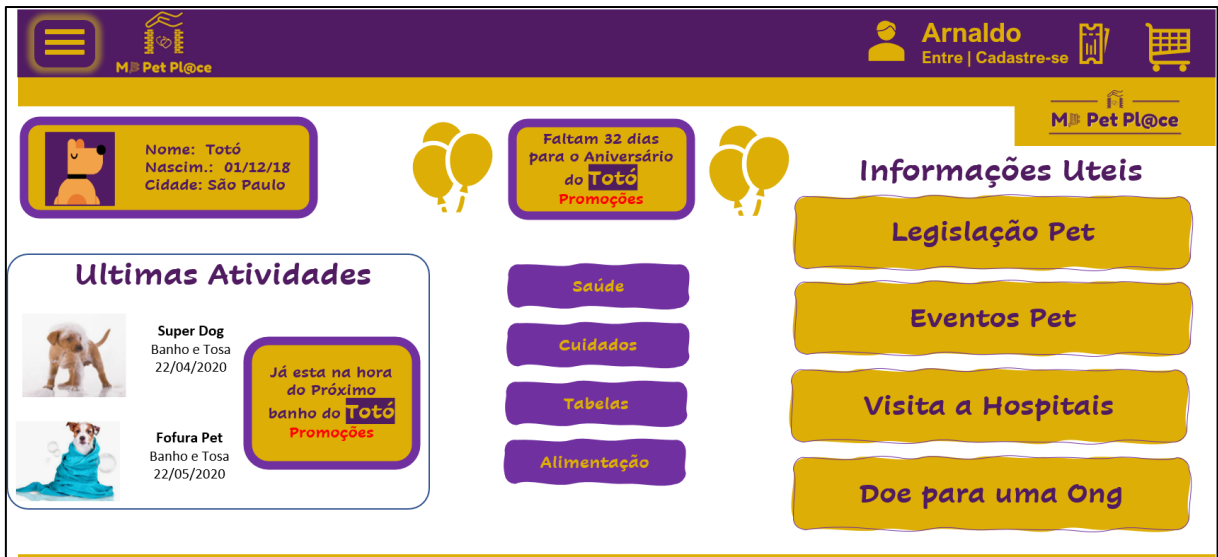 M Pet Pl@ce
Arnaldo
Entre | Cadastre-se
M Pet Pl@ce
Nome: Totó
Nascim.: 01/12/18
Cidade: São Paulo
Faltam 32 dias
para o Aniversário
do Totó
Promoções
Informações Uteis
Legislação Pet
Eventos Pet
Visita a Hospitais
Doe para uma Ong
Ultimas Atividades
Super Dog
Banho e Tosa
22/04/2020
Já esta na hora
do Próximo
banho do Totó
Promoções
Fofura Pet
Banho e Tosa
22/05/2020
Saúde
Cuidados
Tabelas
Alimentação